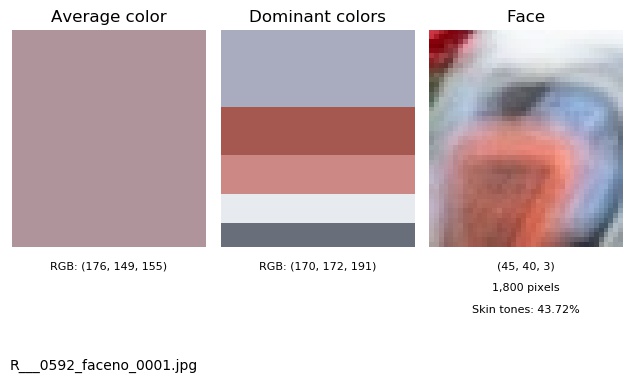 Average color
Dominant colors
Face
RGB: (176, 149, 155)
RGB: (170, 172, 191)
(45, 40, 3)
1,800 pixels
Skin tones: 43.72%
R___0592_faceno_0001.jpg